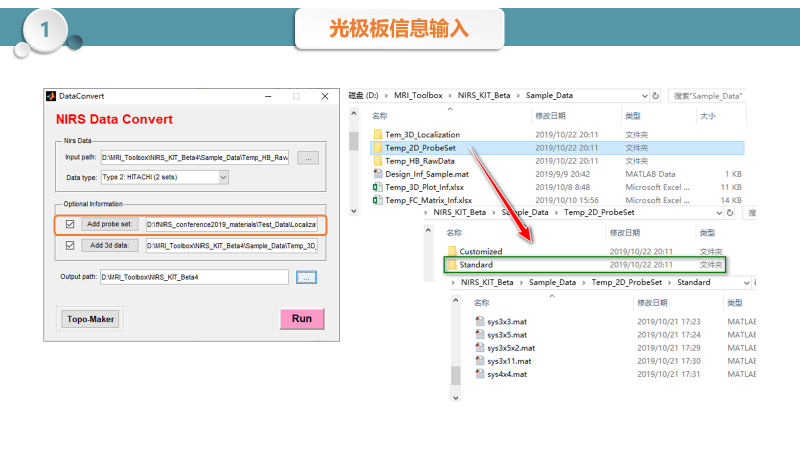 1
光极板信息输入
DataConvert
NIRS Data Convert
Nirs Data
Input path: D:\MRI_Toolbox\NIRS_KIT_Beta4\Sample_Data\Temp_HB_Raw
...
Data type: Type 2: HITACHI (2 sets)
Optional Information
Add probe set: D:\fNIRS_conference2019_materials\Test_Data\Localiza
Add 3d data: D:\MRI_Toolbox\NIRS_KIT_Beta4\Sample_Data\Temp_3D_
Output path: D:\MRI_Toolbox\NIRS_KIT_Beta4
...
Topo-Maker
Run
磁盘 (D:) › MRI_Toolbox › NIRS_KIT_Beta › Sample_Data
搜索"Sample_Data"
名称 修改日期 类型 大小
Tem_3D_Localization 2019/10/22 20:11 文件夹
Temp_2D_ProbeSet 2019/10/22 20:11 文件夹
Temp_HB_RawData 2019/10/22 20:11 文件夹
Design_Inf_Sample.mat 2019/9/9 20:42 MATLAB Data 1 KB
Temp_3D_Plot_Inf.xlsx 2019/10/8 8:48 Microsoft Excel ... 11 KB
Temp_FC_Matrix_Inf.xlsx 2019/10/10 15:56 Microsoft Excel ... 14 KB
› NIRS_KIT_Beta › Sample_Data › Temp_2D_ProbeSet
搜
名称 修改日期 类型
Customized 2019/10/22 20:11 文件夹
Standard 2019/10/22 20:11 文件夹
› NIRS_KIT_Beta › Sample_Data › Temp_2D_ProbeSet › Standard
名称 修改日期 类型
sys3x3.mat 2019/10/21 17:23 MATLAB
sys3x5.mat 2019/10/21 17:24 MATLAB
sys3x5x2.mat 2019/10/21 17:29 MATLAB
sys3x11.mat 2019/10/21 17:30 MATLAB
sys4x4.mat 2019/10/21 17:31 MATLAB